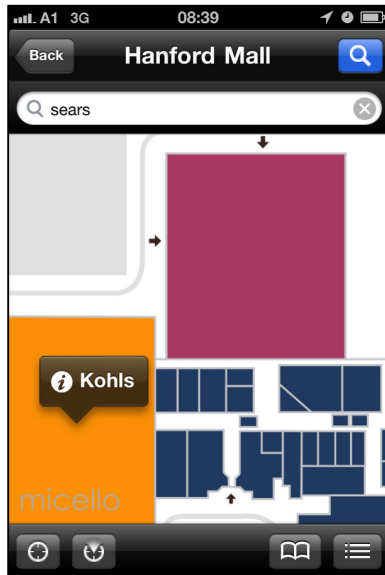 A1 3G 08:39
Back Hanford Mall
sears
Kohls
micello